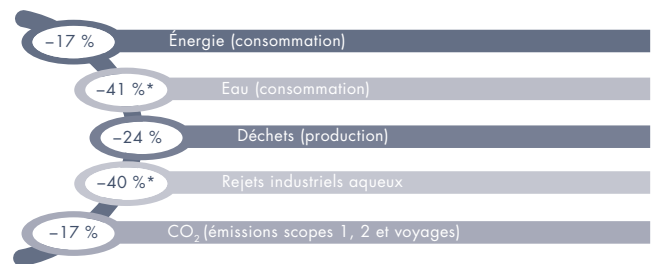 –17 % Énergie (consommation)
–41 %* Eau (consommation)
–24 % Déchets (production)
–40 %* Rejets industriels aqueux
–17 % CO₂ (émissions scopes 1, 2 et voyages)